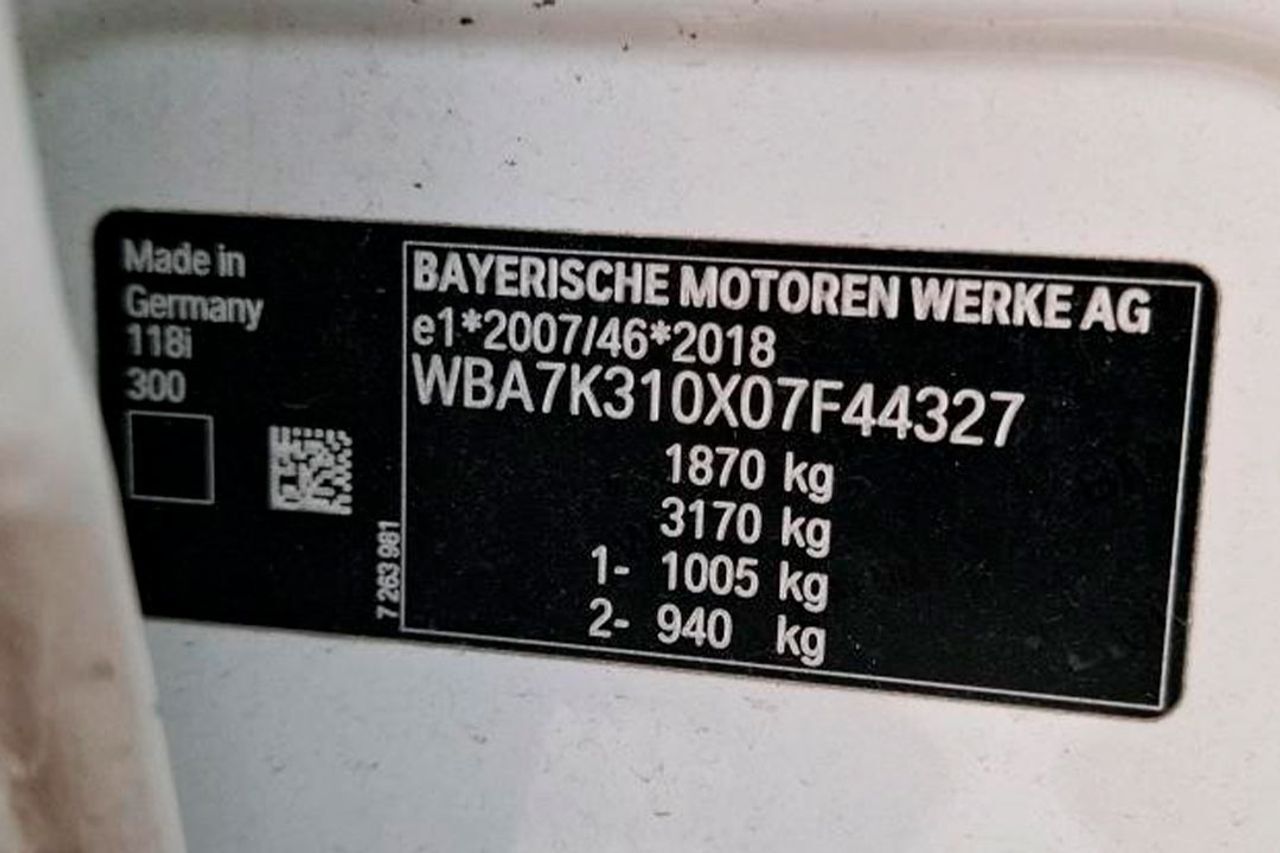 Made in
Germany
118i
300
7 263 981
BAYERISCHE MOTOREN WERKE AG
e1*2007/46*2018
WBA7K310X07F44327
1870 kg
3170 kg
1- 1005 kg
2- 940 kg